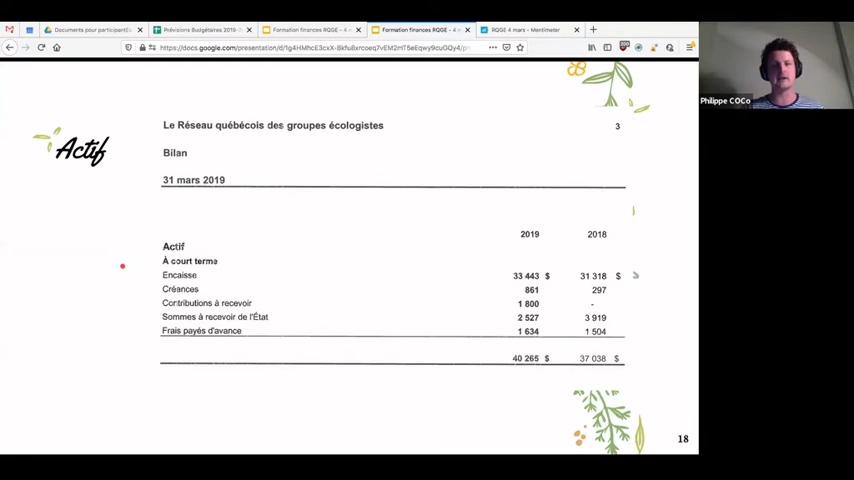 Documents pour participant
Prévisions Budgétaires 2019-2
Formation finances RQGE – 4 m
Formation finances RQGE – 4 m
RQGE 4 mars - Mentimeter
Philippe COCo
Le Réseau québécois des groupes écologistes 3
Actif
Bilan
31 mars 2019
2019 2018
Actif
À court terme
Encaisse 33 443 $ 31 318 $
Créances 861 297
Contributions à recevoir 1 800 -
Sommes à recevoir de l'État 2 527 3 919
Frais payés d'avance 1 634 1 504
40 265 $ 37 038 $
18